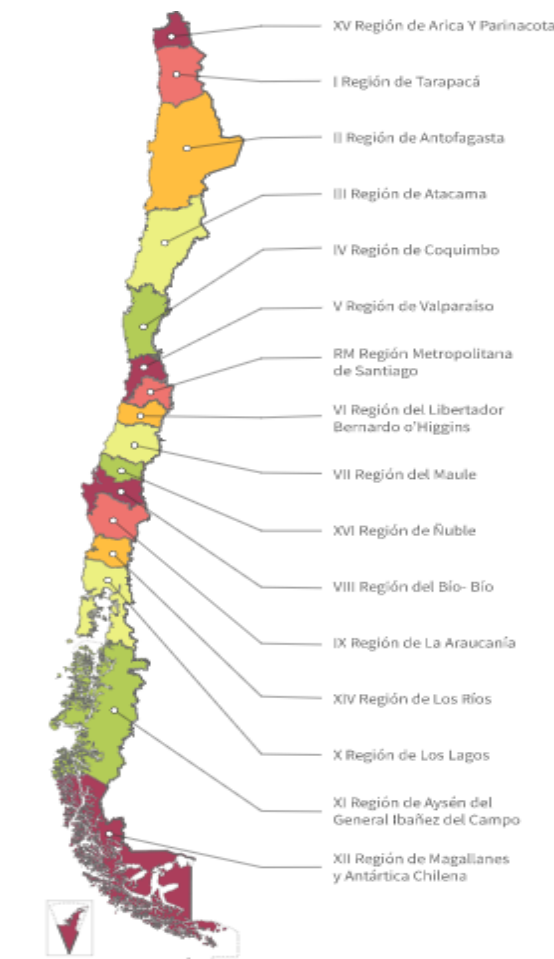 XV Región de Arica Y Parinacota
I Región de Tarapacá
II Región de Antofagasta
III Región de Atacama
IV Región de Coquimbo
V Región de Valparaíso
RM Región Metropolitana
de Santiago
VI Región del Libertador
Bernardo o'Higgins
VII Región del Maule
XVI Región de Ñuble
VIII Región del Bío- Bío
IX Región de La Araucanía
XIV Región de Los Ríos
X Región de Los Lagos
XI Región de Aysén del
General Ibañez del Campo
XII Región de Magallanes
y Antártica Chilena